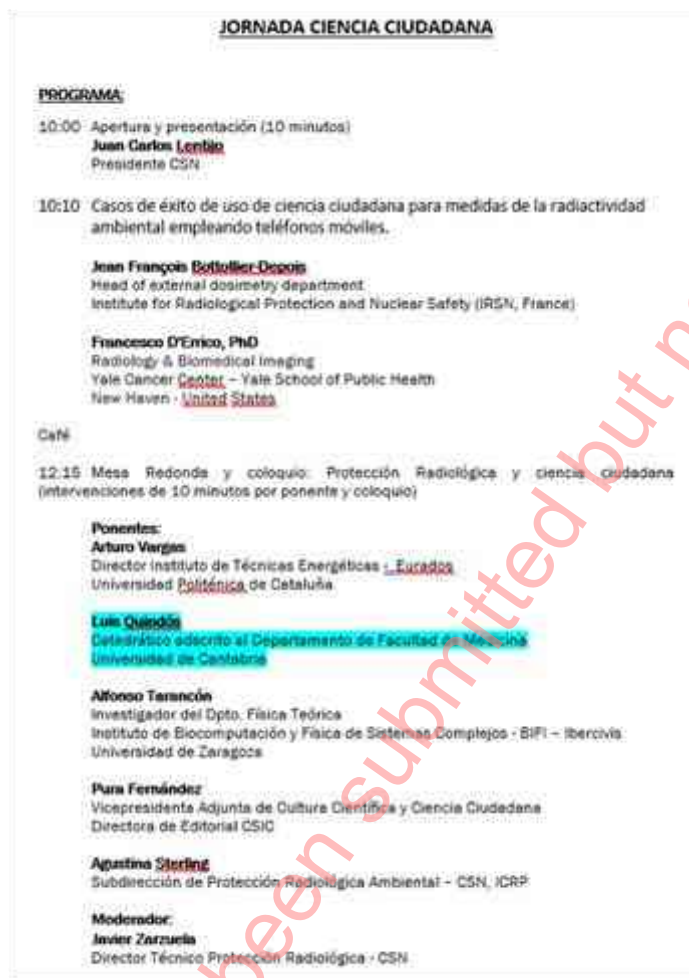 JORNADA CIENCIA CIUDADANA
PROGRAMA:
10:00 Apertura y presentación (10 minutos)
Juan Carlos Lentijo
Presidente CSN
10:10 Casos de éxito de uso de ciencia ciudadana para medidas de la radiactividad
ambiental empleando teléfonos móviles.
Jean François Bottollier-Depois
Head of external dosimetry department
Institute for Radiological Protection and Nuclear Safety (IRSN, France)
Francesco D'Errico, PhD
Radiology & Biomedical Imaging
Yale Cancer Center – Yale School of Public Health
New Haven - United States
Café
12:15 Mesa Redonda y coloquio: Protección Radiológica y ciencia ciudadana
(intervenciones de 10 minutos por ponente y coloquio)
Ponentes:
Arturo Vargas
Director Instituto de Técnicas Energéticas - Eurados
Universidad Politénica de Cataluña
Luis Quindós
Catedrático adscrito al Departamento de Facultad de Medicina
Universidad de Cantabria
Alfonso Tarancón
Investigador del Dpto. Física Teórica
Instituto de Biocomputación y Física de Sistemas Complejos - BIFI – Ibercivis
Universidad de Zaragoza
Pura Fernández
Vicepresidenta Adjunta de Cultura Científica y Ciencia Ciudadana
Directora de Editorial CSIC
Agustina Sterling
Subdirección de Protección Radiológica Ambiental – CSN, ICRP
Moderador:
Javier Zarzuela
Director Técnico Protección Radiológica - CSN
been submitted but n